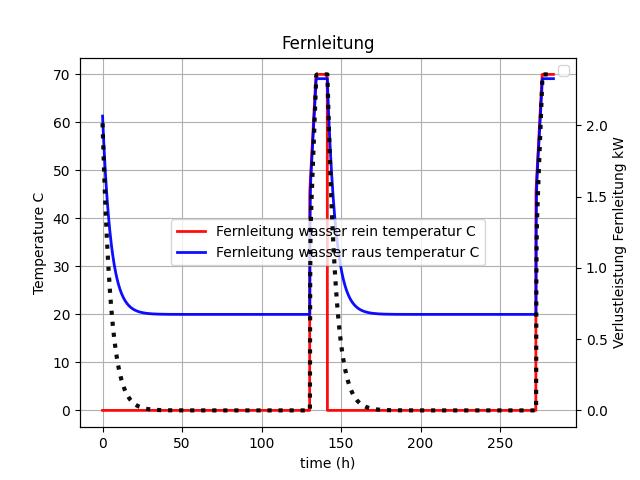 Fernleitung
70
60
50
40
30
20
10
0
Temperature C
2.0
1.5
1.0
0.5
0.0
Verlustleistung Fernleitung kW
Fernleitung wasser rein temperatur C
Fernleitung wasser raus temperatur C
0 50 100 150 200 250
time (h)